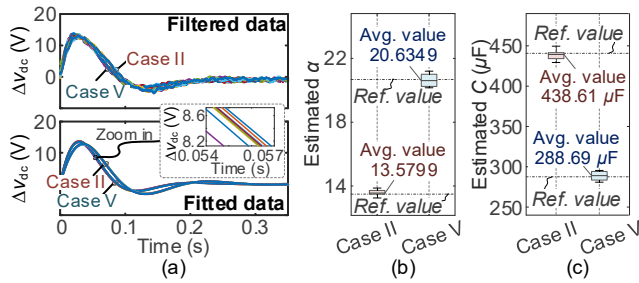 (a)
Filtered data
Δv_dc (V)
20
10
0
-10
Case II
Case V
Fitted data
Δv_dc (V)
20
10
0
-10
Zoom in
Case II
Case V
Δv_dc (V)
8.6
8.2
0.054
0.057
Time (s)
0
0.1
0.2
0.3
Time (s)
(a)
Estimated α
22
18
14
Avg. value
20.6349
Ref. value
Avg. value
13.5799
Ref. value
Case II
Case V
(b)
Estimated C (μF)
450
400
350
300
250
Ref. value
Avg. value
438.61 μF
Avg. value
288.69 μF
Ref. value
Case II
Case V
(c)